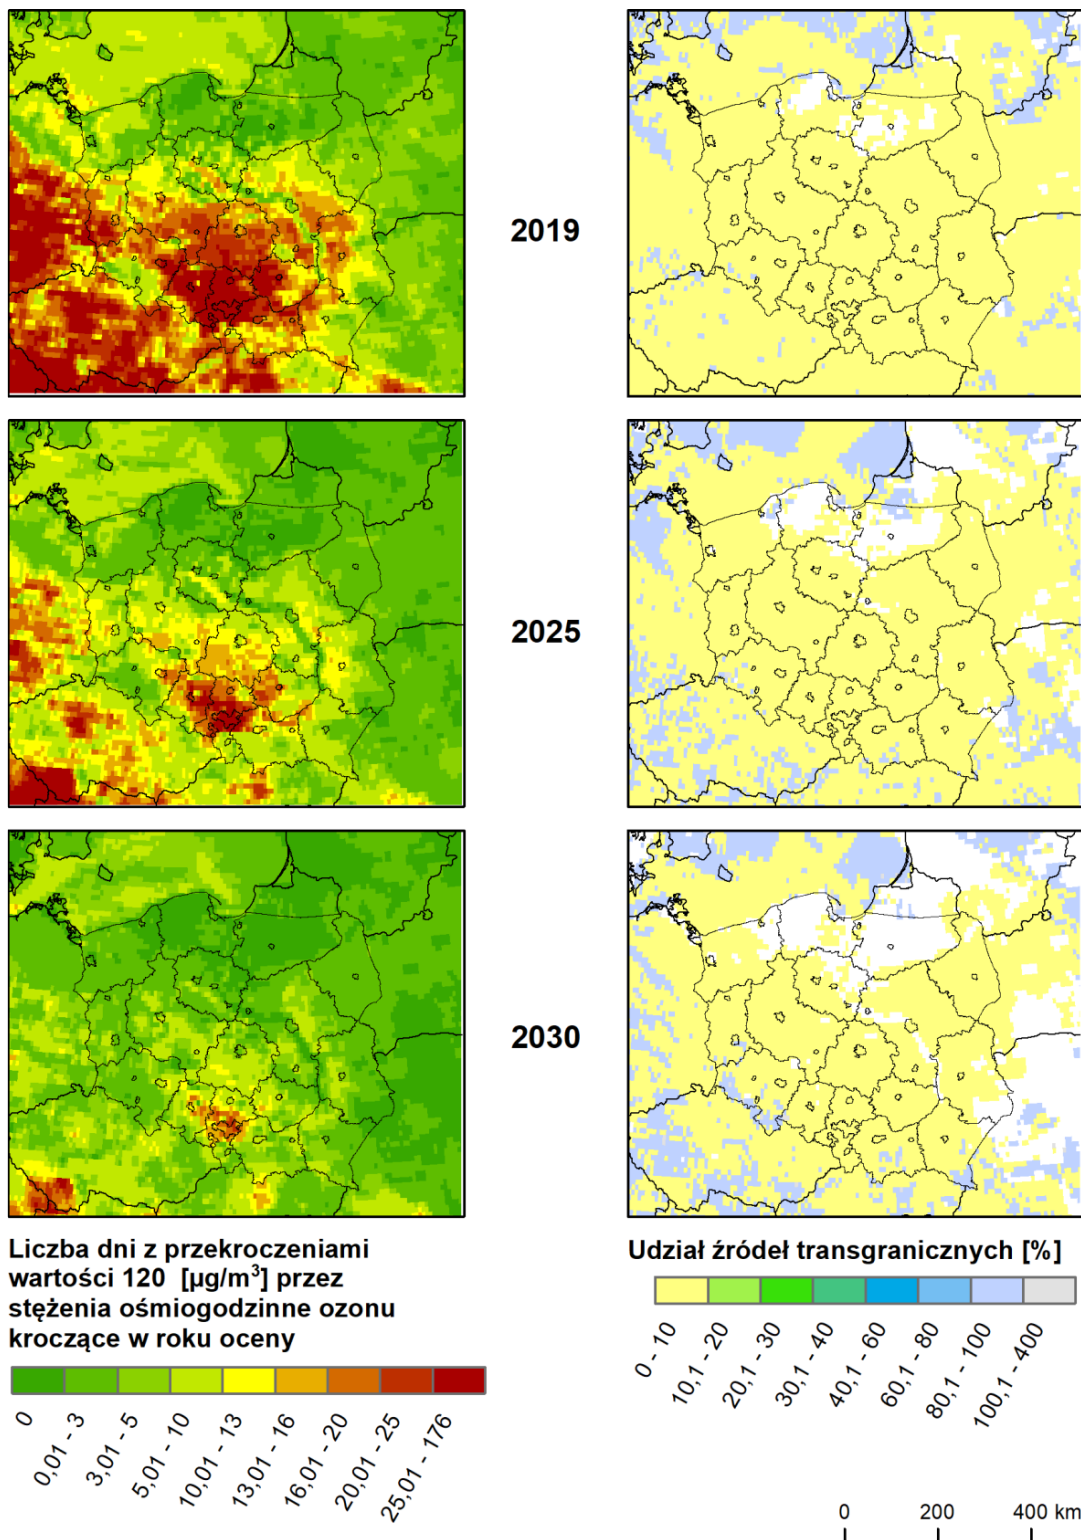 2019
2025
2030
Liczba dni z przekroczeniami
wartości 120 [µg/m³] przez
stężenia ośmiogodzinne ozonu
kroczące w roku oceny
0
0,01 - 3
3,01 - 5
5,01 - 10
10,01 - 13
13,01 - 16
16,01 - 20
20,01 - 25
25,01 - 176
Udział źródeł transgranicznych [%]
0 - 10
10,1 - 20
20,1 - 30
30,1 - 40
40,1 - 60
60,1 - 80
80,1 - 100
100,1 - 400
0 200 400 km